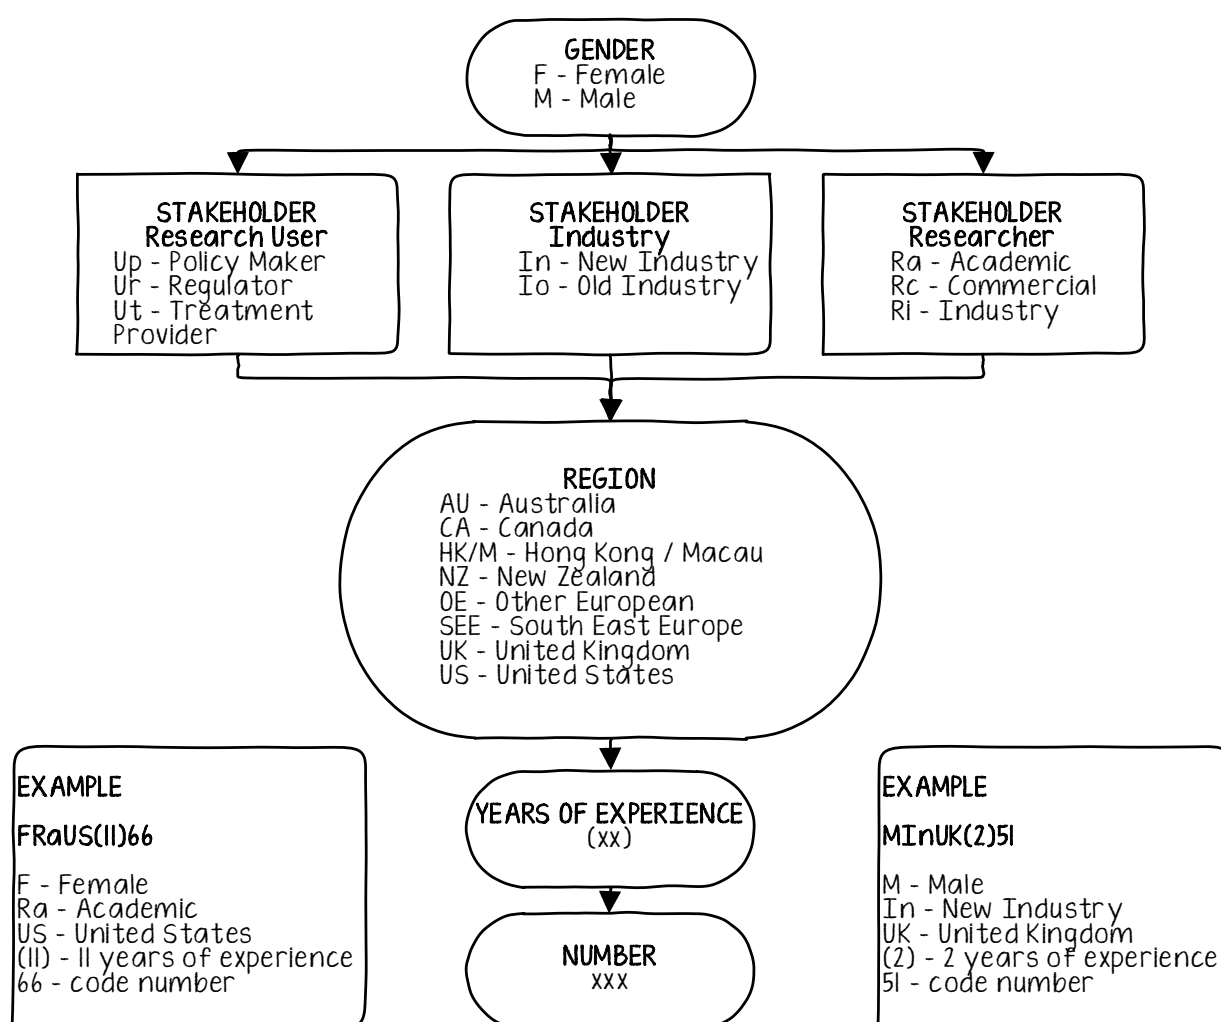 GENDER
F - Female
M - Male
STAKEHOLDER
Research User
Up - Policy Maker
Ur - Regulator
Ut - Treatment
Provider
STAKEHOLDER
Industry
In - New Industry
Io - Old Industry
STAKEHOLDER
Researcher
Ra - Academic
Rc - Commercial
Ri - Industry
REGION
AU - Australia
CA - Canada
HK/M - Hong Kong / Macau
NZ - New Zealand
OE - Other European
SEE - South East Europe
UK - United Kingdom
US - United States
YEARS OF EXPERIENCE
(xx)
NUMBER
xxx
EXAMPLE
FRaUS(11)66
F - Female
Ra - Academic
US - United States
(11) - 11 years of experience
66 - code number
EXAMPLE
MInUK(2)51
M - Male
In - New Industry
UK - United Kingdom
(2) - 2 years of experience
51 - code number